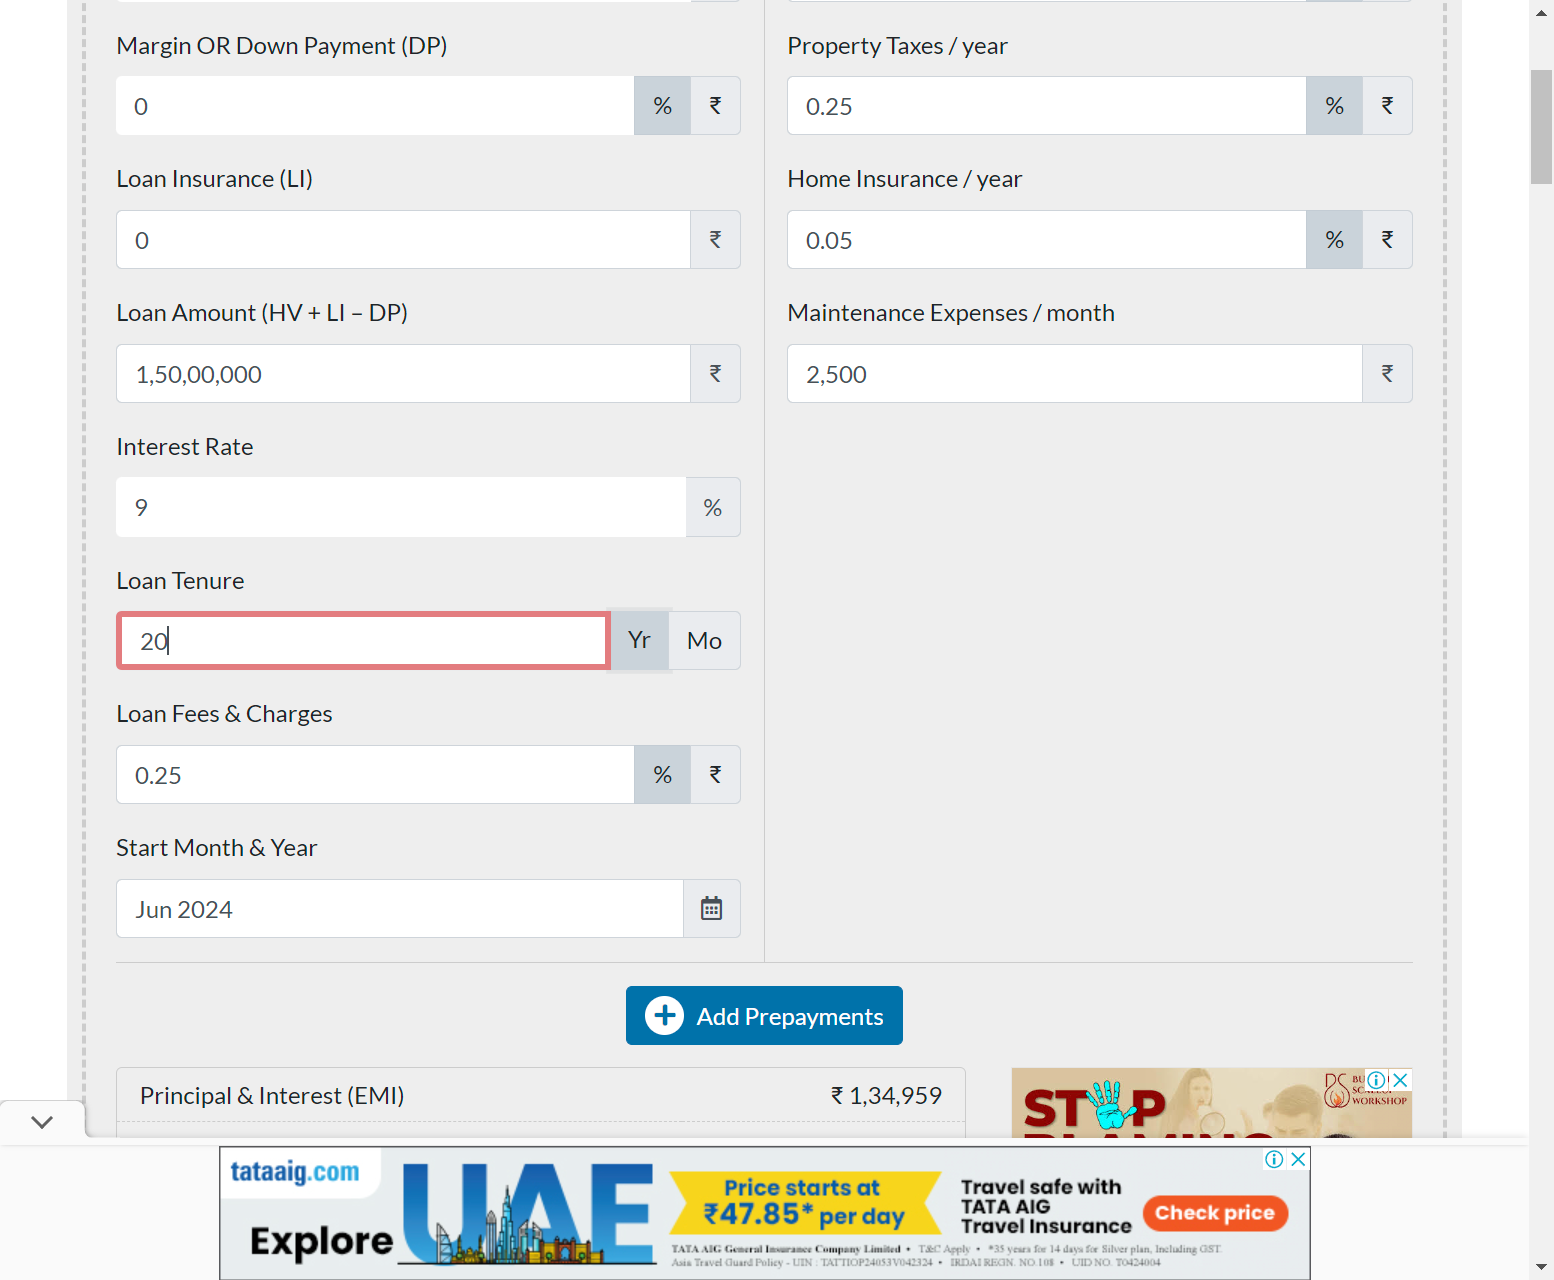 Margin OR Down Payment (DP)
0 % ₹
Loan Insurance (LI)
0 ₹
Loan Amount (HV + LI – DP)
1,50,00,000 ₹
Interest Rate
9 %
Loan Tenure
20 Yr Mo
Loan Fees & Charges
0.25 % ₹
Start Month & Year
Jun 2024
Property Taxes / year
0.25 % ₹
Home Insurance / year
0.05 % ₹
Maintenance Expenses / month
2,500 ₹
Add Prepayments
Principal & Interest (EMI) ₹ 1,34,959
STOP
WORKSHOP
tataaig.com
Explore UAE
Price starts at
₹47.85* per day
Travel safe with
TATA AIG
Travel Insurance
Check price
TATA AIG General Insurance Company Limited • T&C Apply • *35 years for 14 days for Silver plan, Including GST
Asia Travel Guard Policy - UIN : TATTIOP24053V042324 • IRDAI REGN. NO.108 • UID NO. T0424004